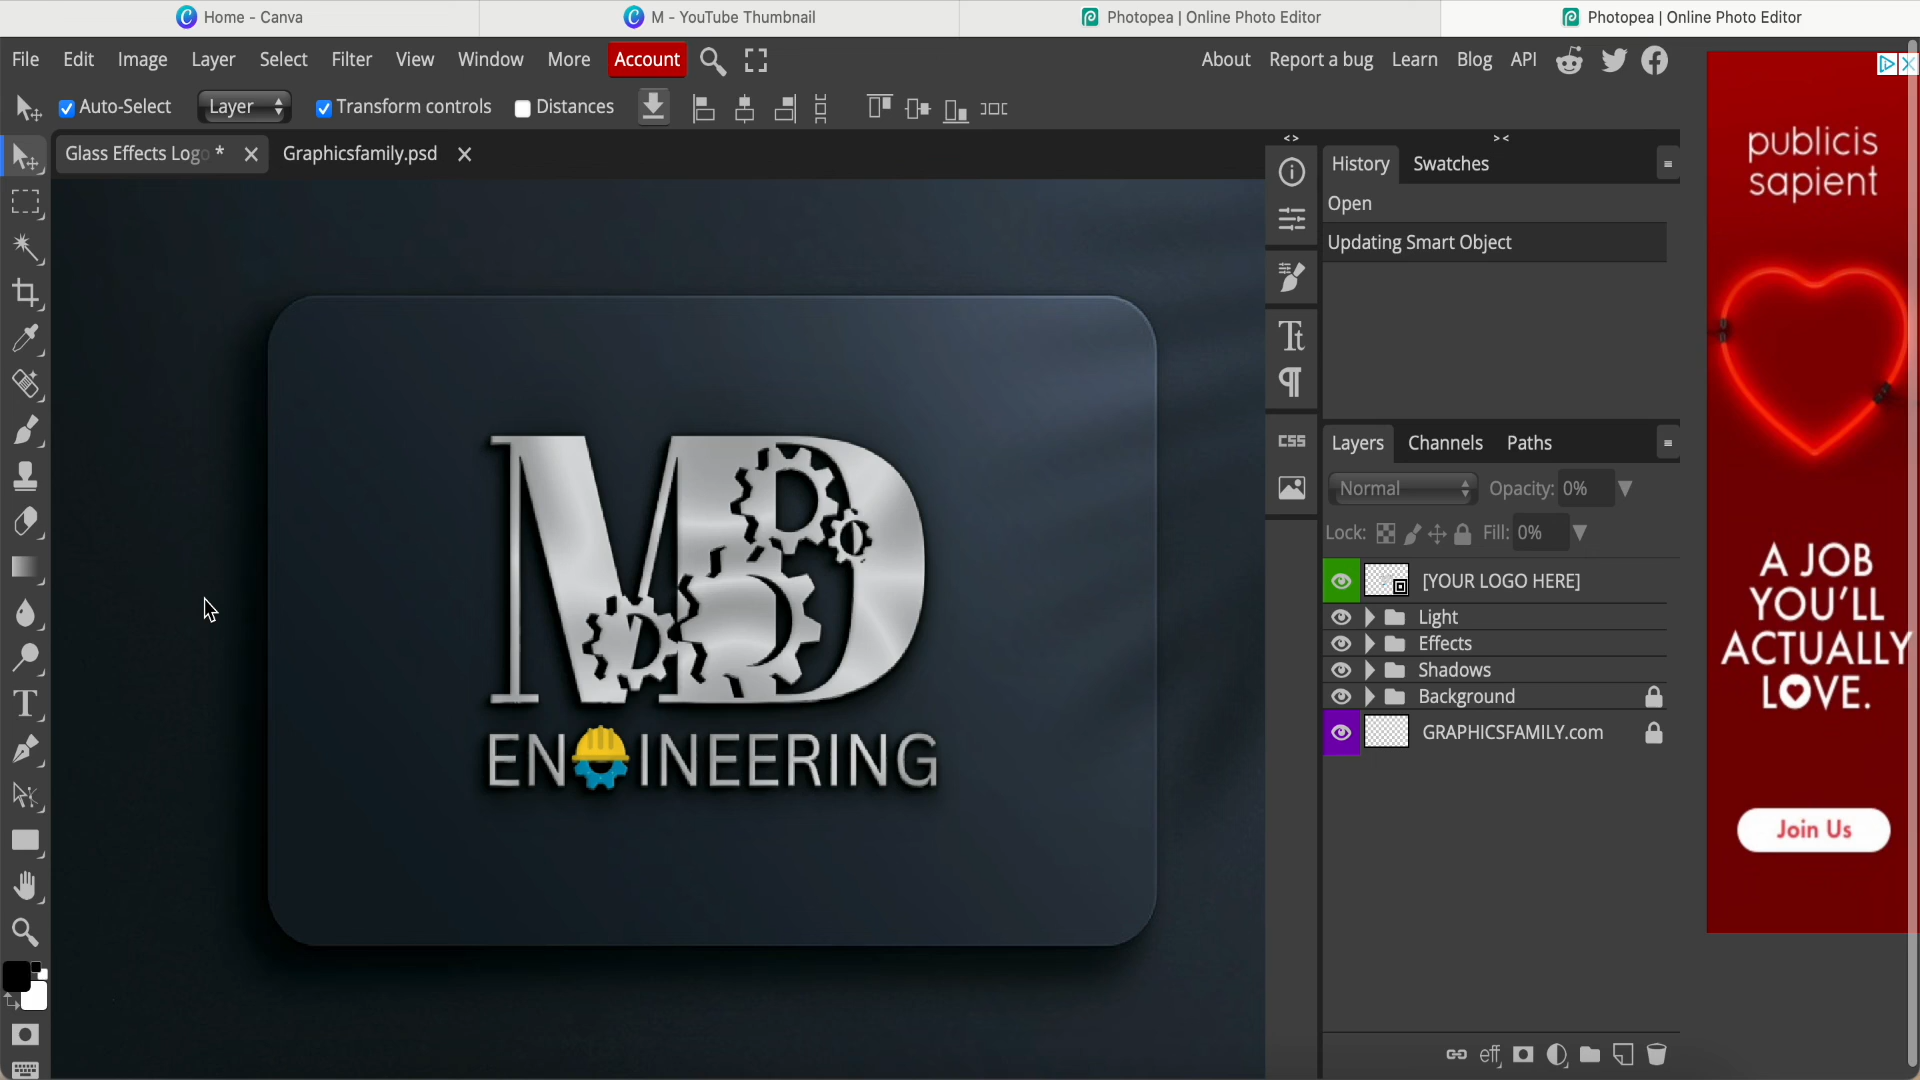 Home - Canva
M - YouTube Thumbnail
Photopea | Online Photo Editor
Photopea | Online Photo Editor
File Edit Image Layer Select Filter View Window More Account
About Report a bug Learn Blog API
Auto-Select Layer Transform controls Distances
Glass Effects Logo *
Graphicsfamily.psd
History Swatches
Open
Updating Smart Object
CSS
Layers Channels Paths
Normal Opacity: 0%
Lock: Fill: 0%
[YOUR LOGO HERE]
Light
Effects
Shadows
Background
GRAPHICSFAMILY.com
eff
MD
ENGINEERING
publicis
sapient
A JOB
YOU'LL
ACTUALLY
LOVE.
Join Us